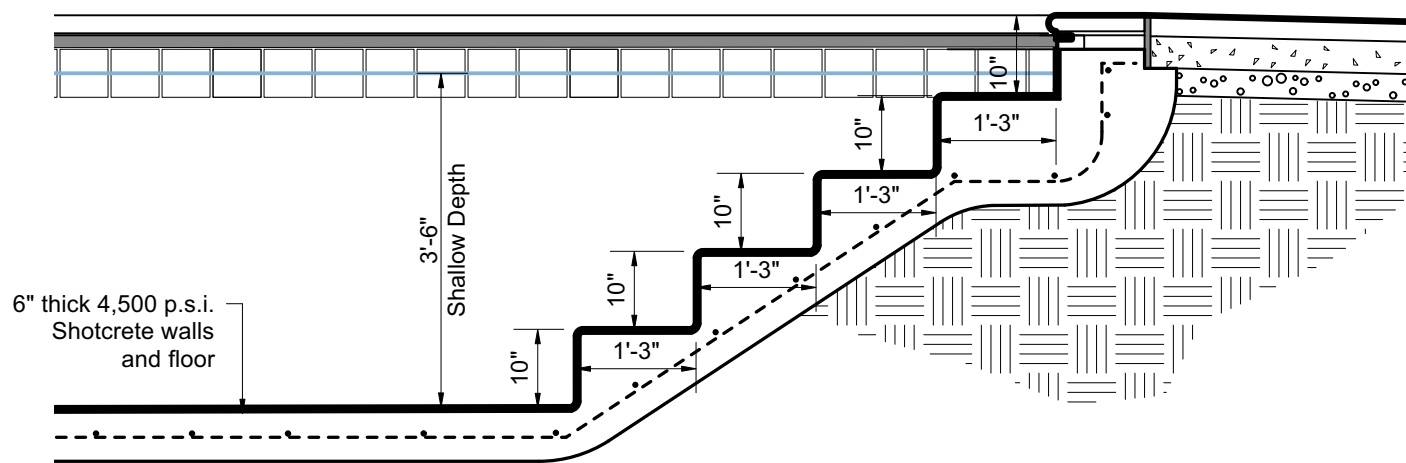 10"
10"
1'-3"
10"
1'-3"
10"
1'-3"
10"
1'-3"
3'-6"
Shallow Depth
6" thick 4,500 p.s.i.
Shotcrete walls
and floor